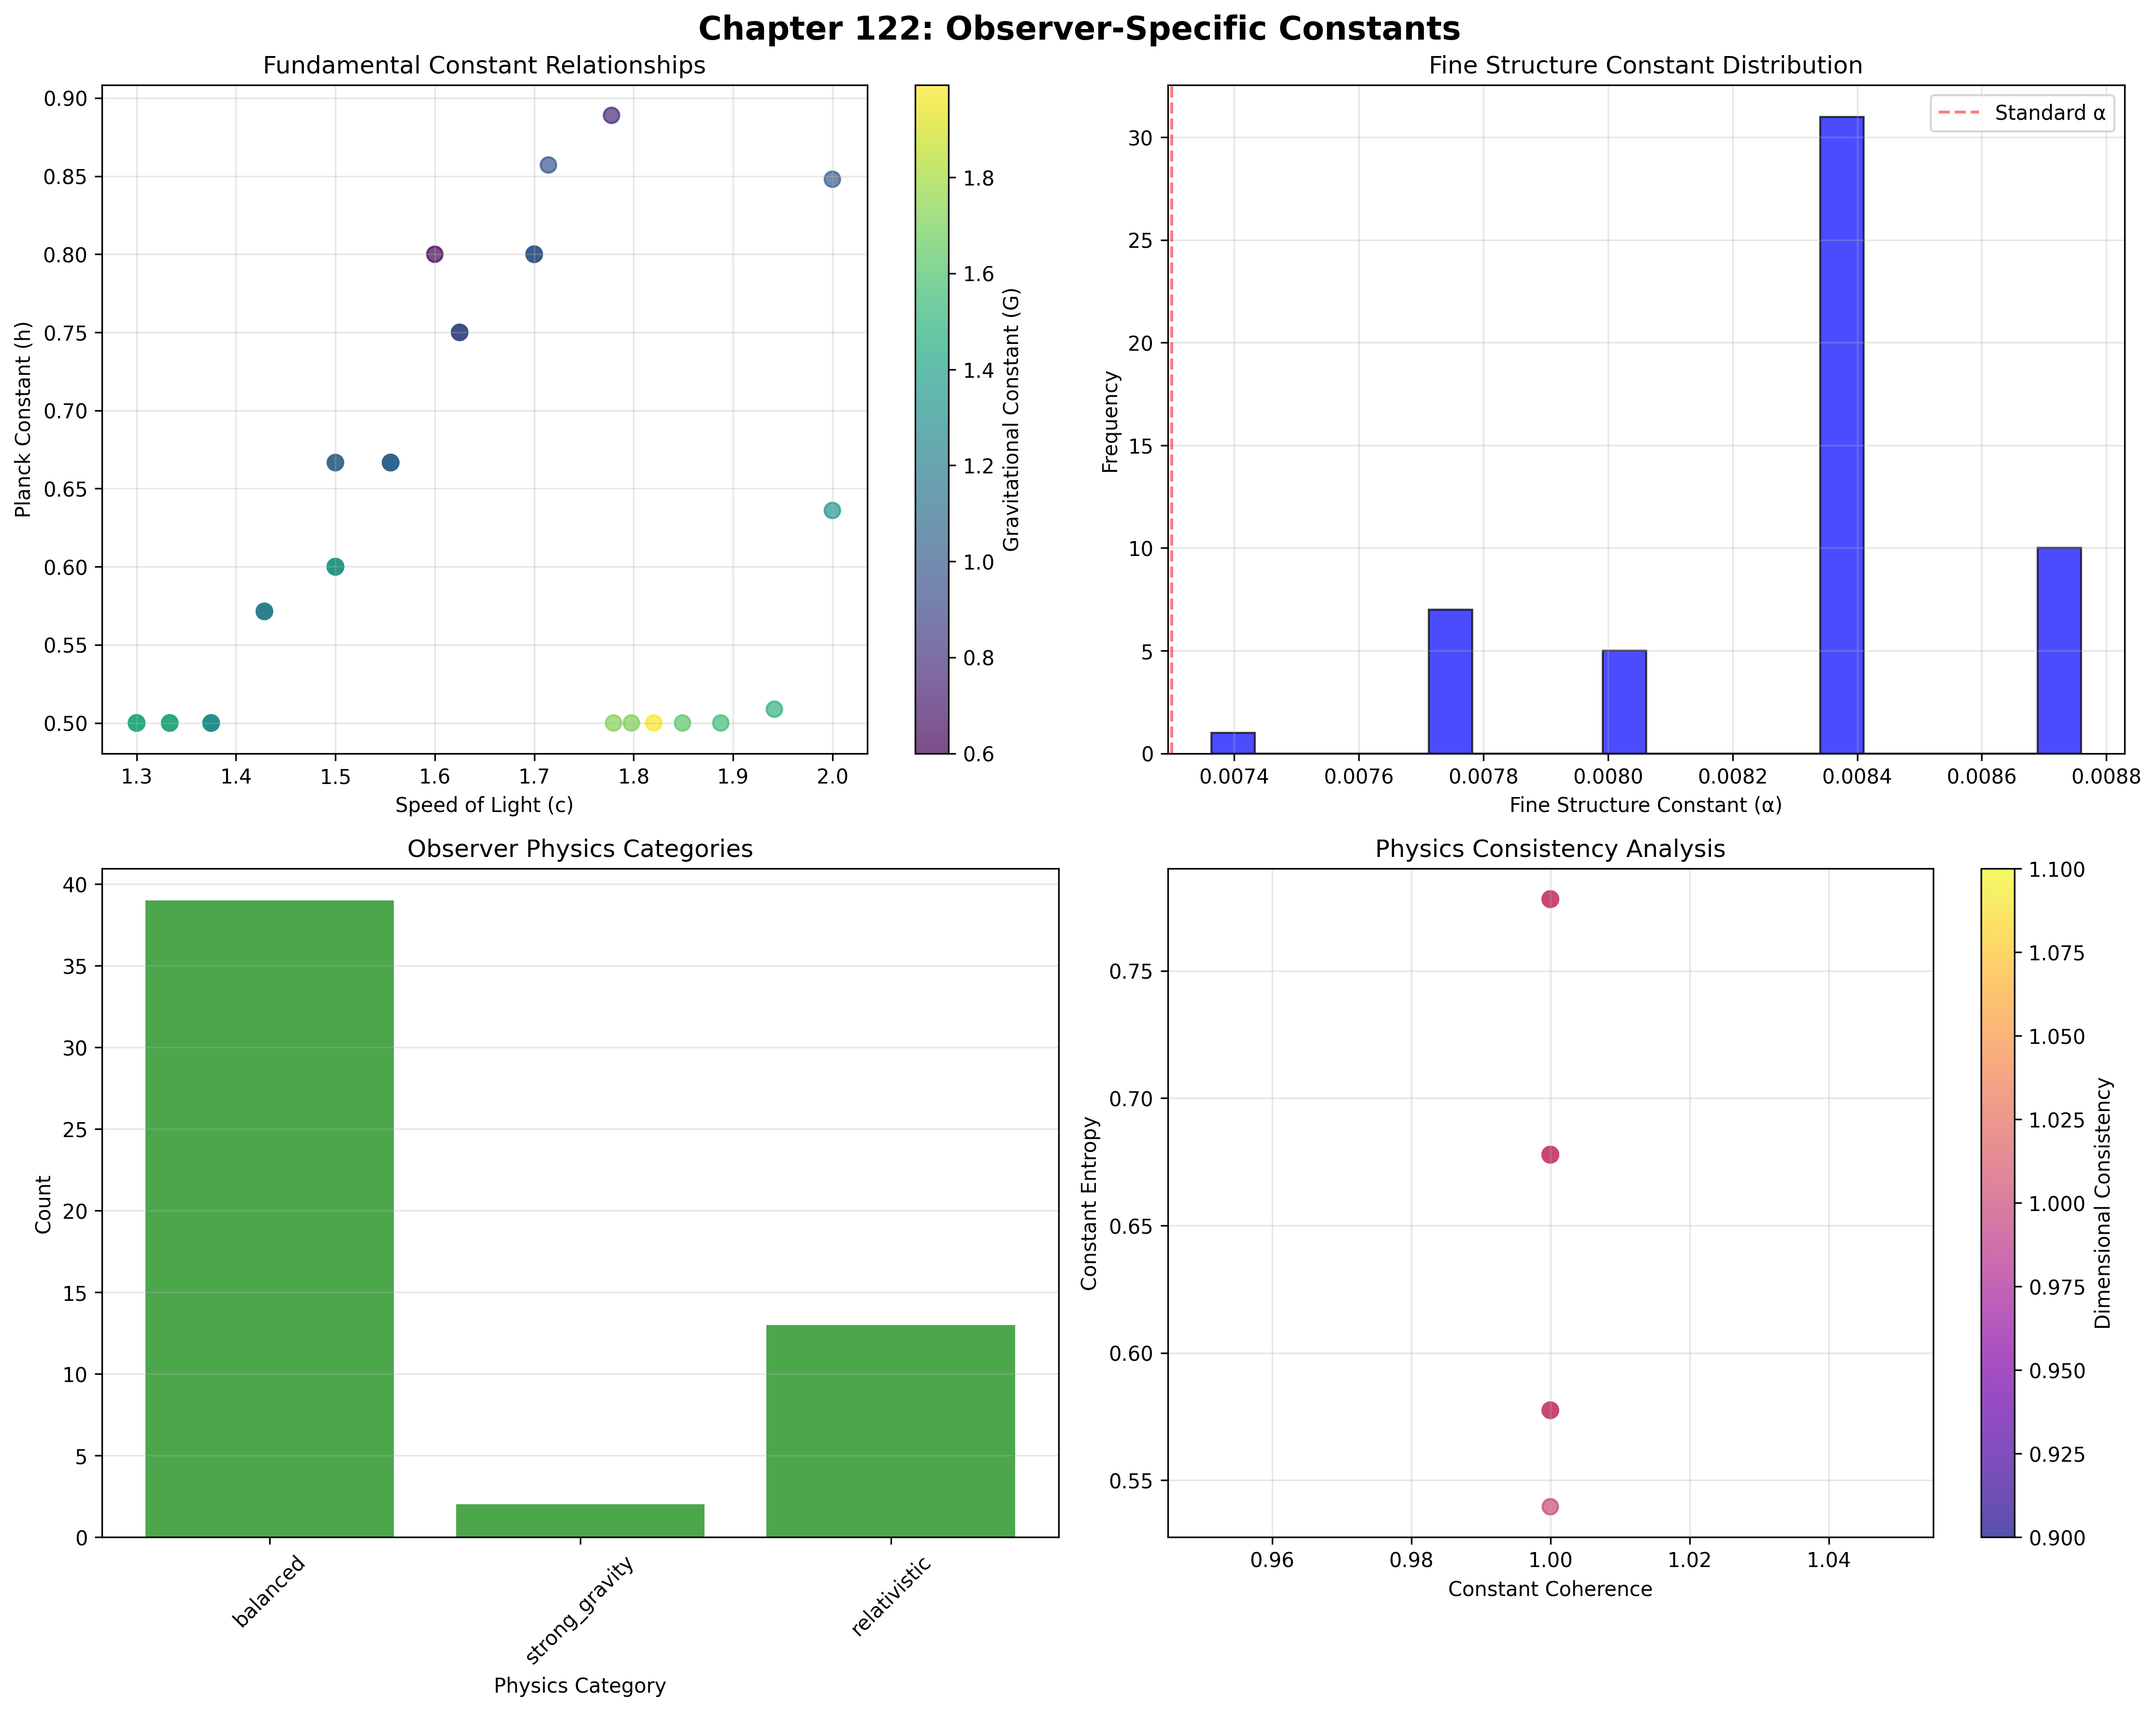 Chapter 122: Observer-Specific Constants
Fundamental Constant Relationships
0.90
0.85
0.80
0.75
0.70
0.65
0.60
0.55
0.50
Planck Constant (h)
1.3 1.4 1.5 1.6 1.7 1.8 1.9 2.0
Speed of Light (c)
1.8
1.6
1.4
1.2
1.0
0.8
0.6
Gravitational Constant (G)
Fine Structure Constant Distribution
Standard α
30
25
20
15
10
5
0
Frequency
0.0074 0.0076 0.0078 0.0080 0.0082 0.0084 0.0086 0.0088
Fine Structure Constant (α)
Observer Physics Categories
40
35
30
25
20
15
10
5
0
Count
balanced
strong_gravity
relativistic
Physics Category
Physics Consistency Analysis
0.75
0.70
0.65
0.60
0.55
Constant Entropy
0.96 0.98 1.00 1.02 1.04
Constant Coherence
1.100
1.075
1.050
1.025
1.000
0.975
0.950
0.925
0.900
Dimensional Consistency